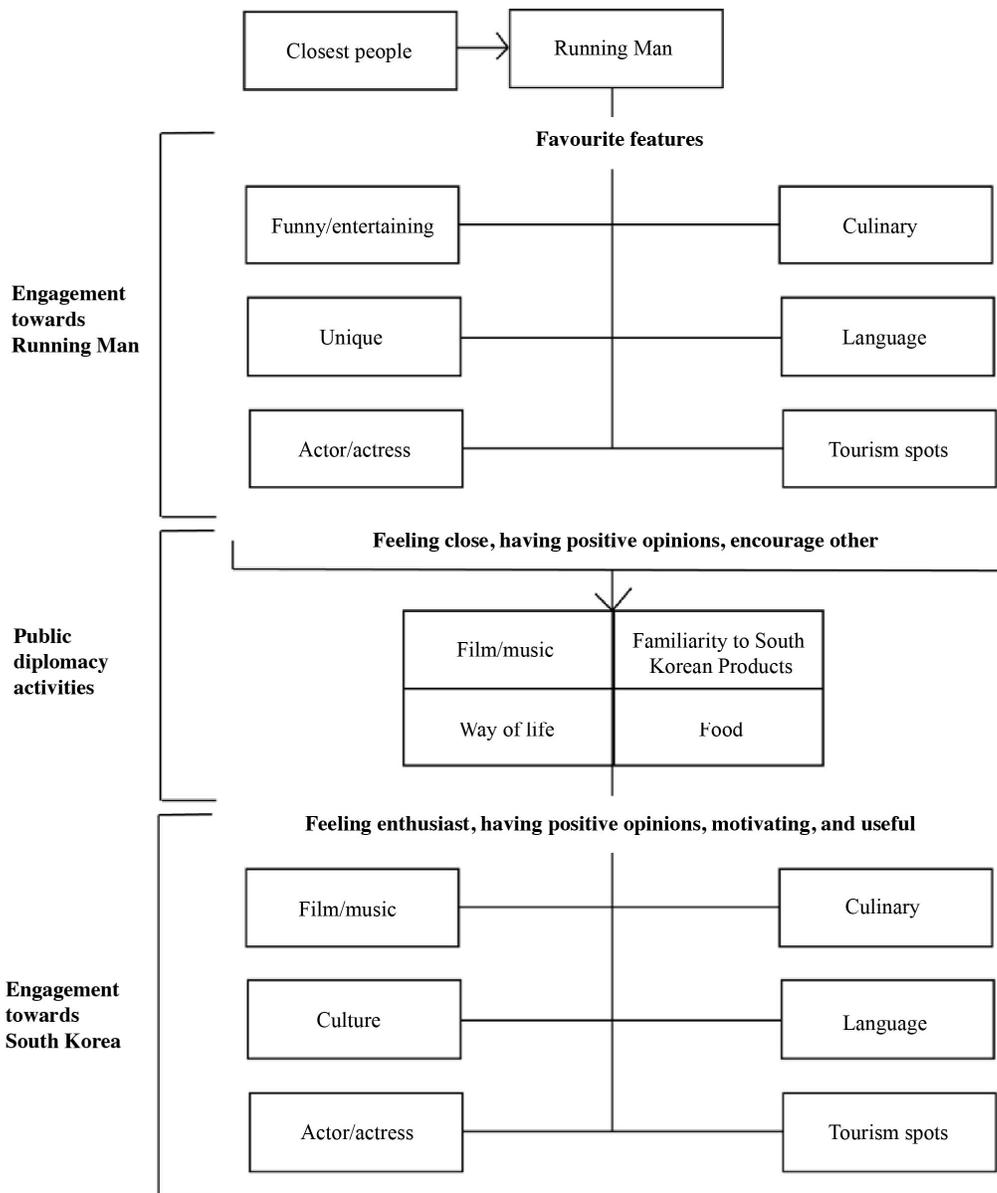 Closest people
Running Man
Favourite features
Funny/entertaining
Culinary
Engagement
towards
Running Man
Unique
Language
Actor/actress
Tourism spots
Feeling close, having positive opinions, encourage other
Public
diplomacy
activities
Film/music
Familiarity to South
Korean Products
Way of life
Food
Feeling enthusiast, having positive opinions, motivating, and useful
Film/music
Culinary
Engagement
towards
South Korea
Culture
Language
Actor/actress
Tourism spots